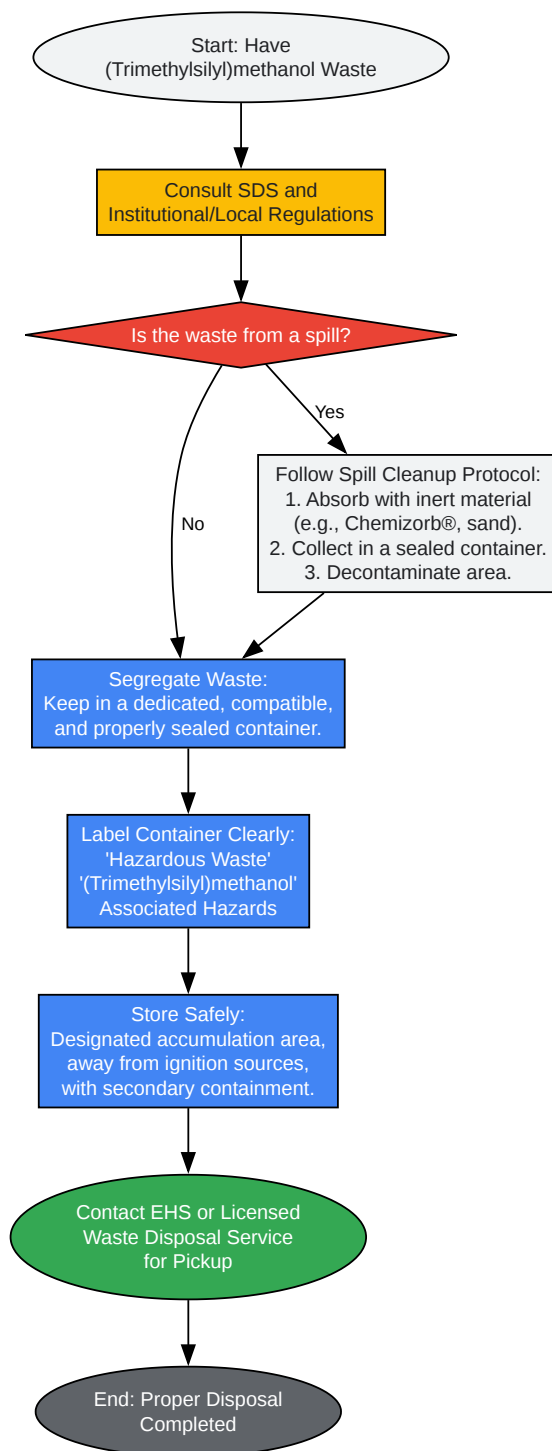 Start: Have
(Trimethylsilyl)methanol Waste
Consult SDS and
Institutional/Local Regulations
Is the waste from a spill?
Yes
Follow Spill Cleanup Protocol:
1. Absorb with inert material
(e.g., Chemizorb®, sand).
2. Collect in a sealed container.
3. Decontaminate area.
No
Segregate Waste:
Keep in a dedicated, compatible,
and properly sealed container.
Label Container Clearly:
'Hazardous Waste'
'(Trimethylsilyl)methanol'
Associated Hazards
Store Safely:
Designated accumulation area,
away from ignition sources,
with secondary containment.
Contact EHS or Licensed
Waste Disposal Service
for Pickup
End: Proper Disposal
Completed